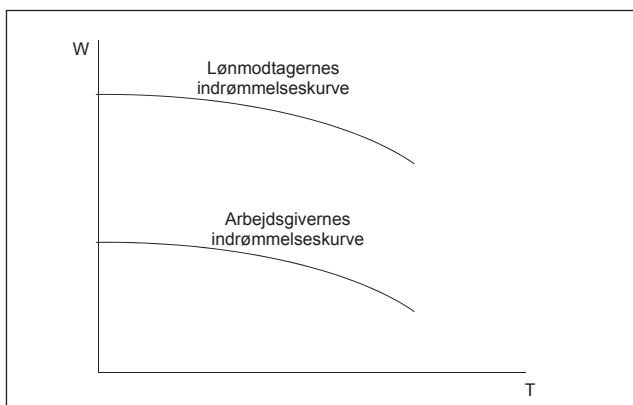 W
Lønmodtagernes
indrømmelseskurve
Arbejdsgivernes
indrømmelseskurve
T